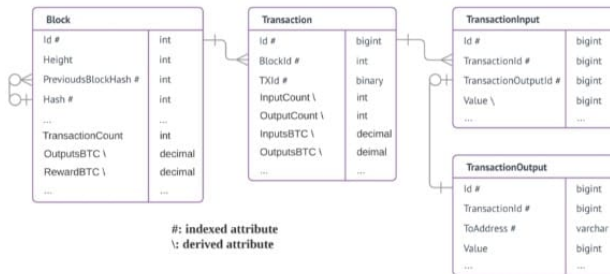 Block
Id # int
Height int
PrevioudsBlockHash # int
Hash # int
... ...
TransactionCount int
OutputsBTC \ decimal
RewardBTC \ decimal
... ...
Transaction
Id # bigint
BlockId # int
TXId # binary
InputCount \ int
OutputCount \ int
InputsBTC \ decimal
OutputsBTC \ deimal
... ...
TransactionInput
Id # bigint
TransactionId # bigint
TransactionOutputId # bigint
Value \ bigint
... ...
TransactionOutput
Id # bigint
TransactionId # bigint
ToAddress # varchar
Value bigint
... ...
#: indexed attribute
\: derived attribute